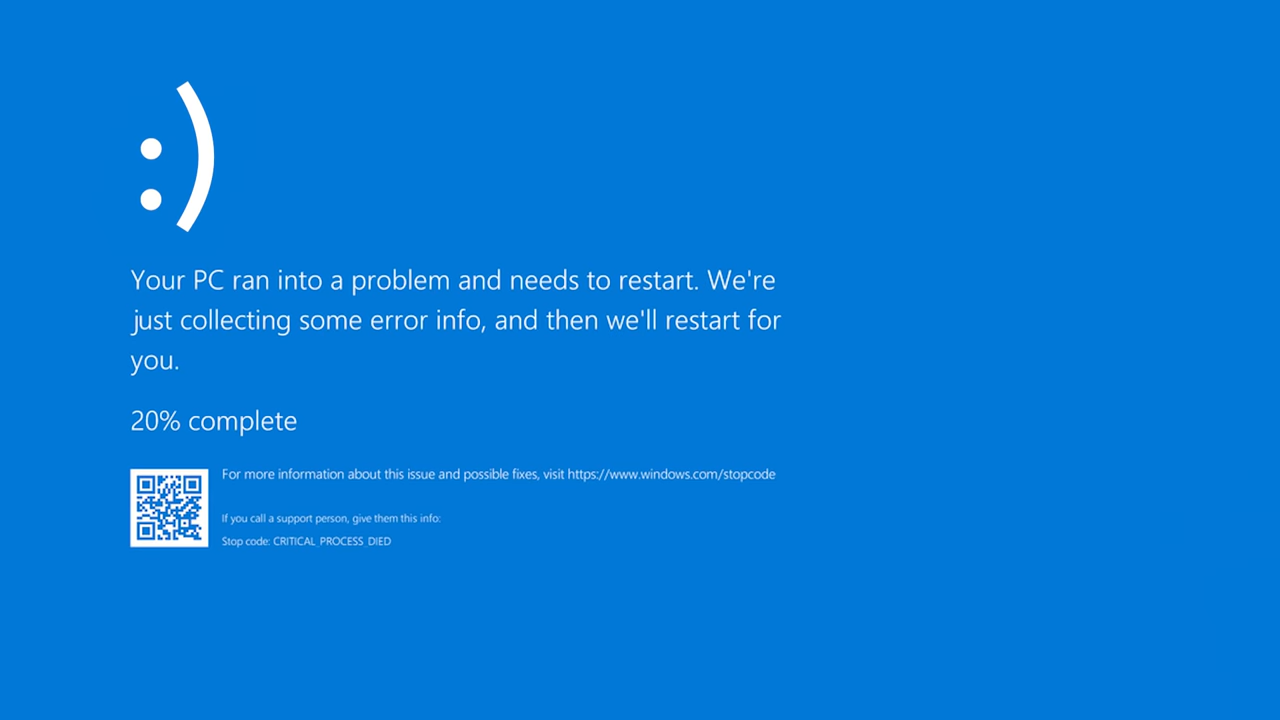 :)
Your PC ran into a problem and needs to restart. We're
just collecting some error info, and then we'll restart for
you.
20% complete
For more information about this issue and possible fixes, visit https://www.windows.com/stopcode
If you call a support person, give them this info:
Stop code: CRITICAL_PROCESS_DIED